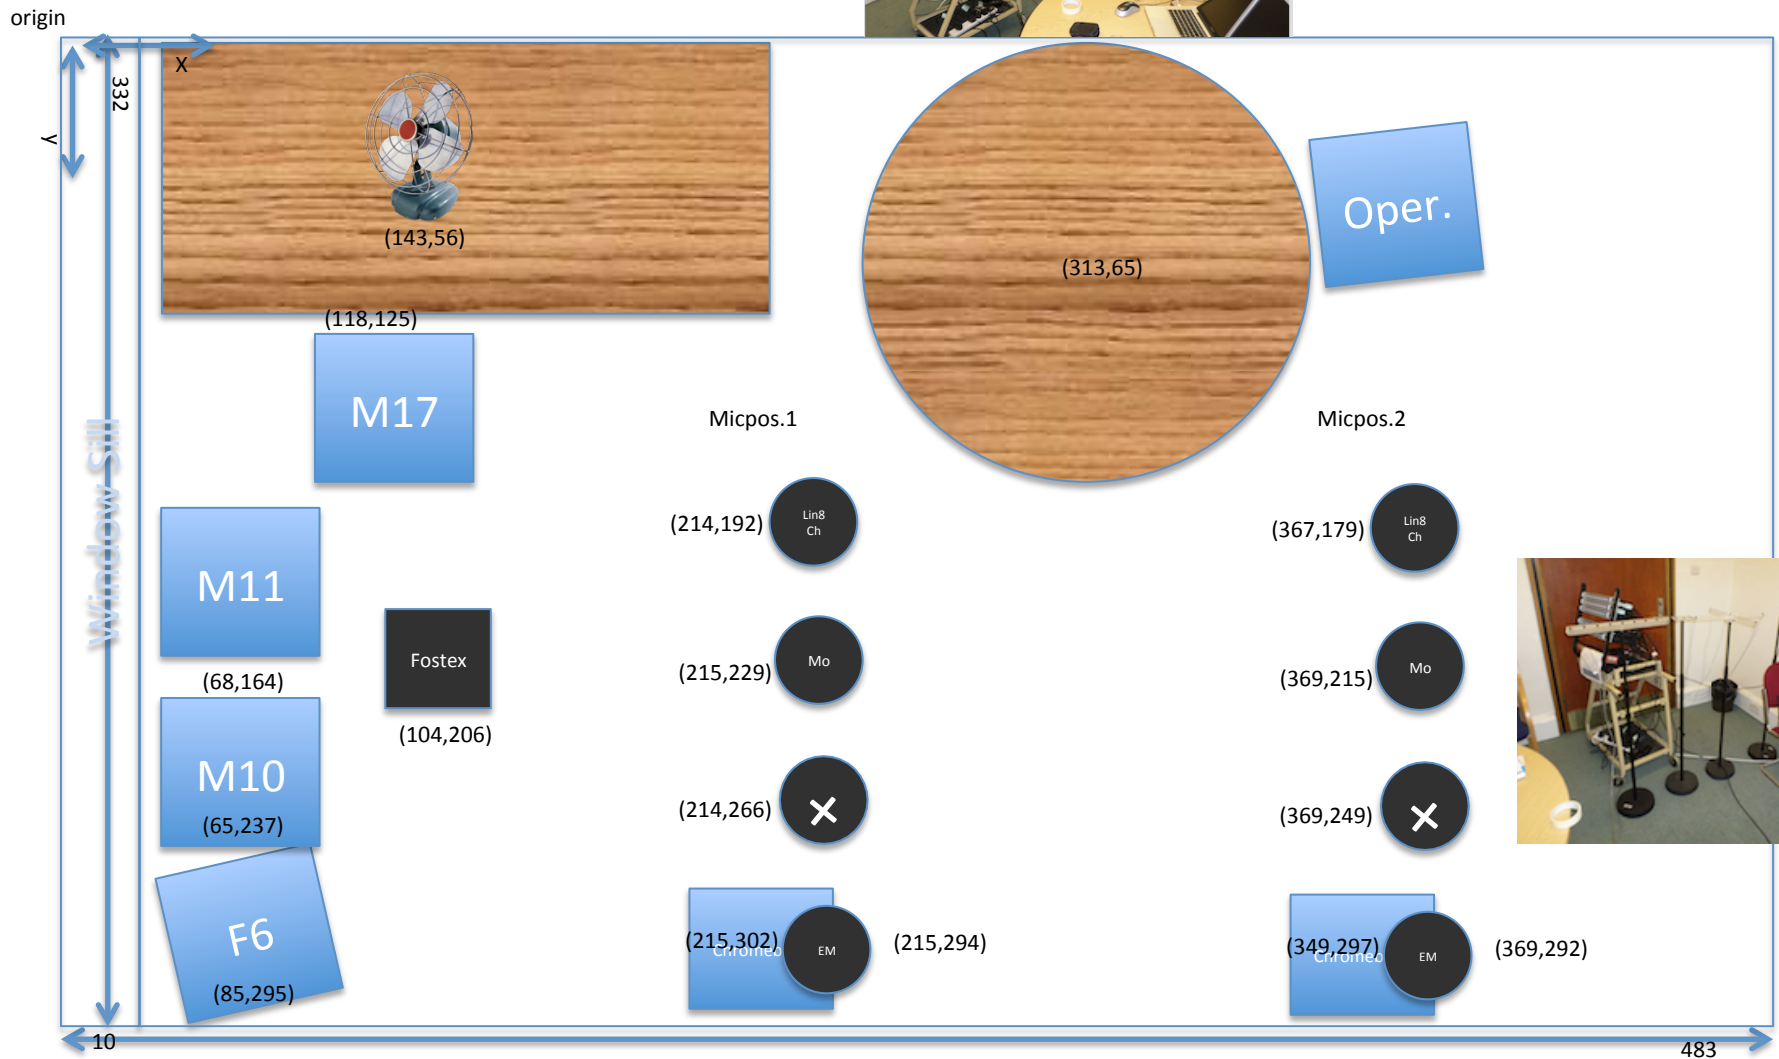 origin
X
332
Y
(143,56)
(313,65)
Oper.
(118,125)
M17
Micpos.1
Micpos.2
Window Sill
Lin8
Ch
(214,192)
Lin8
Ch
(367,179)
M11
Fostex
Mo
(215,229)
Mo
(369,215)
(68,164)
(104,206)
M10
(65,237)
(214,266)
(369,249)
F6
(85,295)
(215,302)
Chromeb
EM
(215,294)
(349,297)
Chromeb
EM
(369,292)
10
483